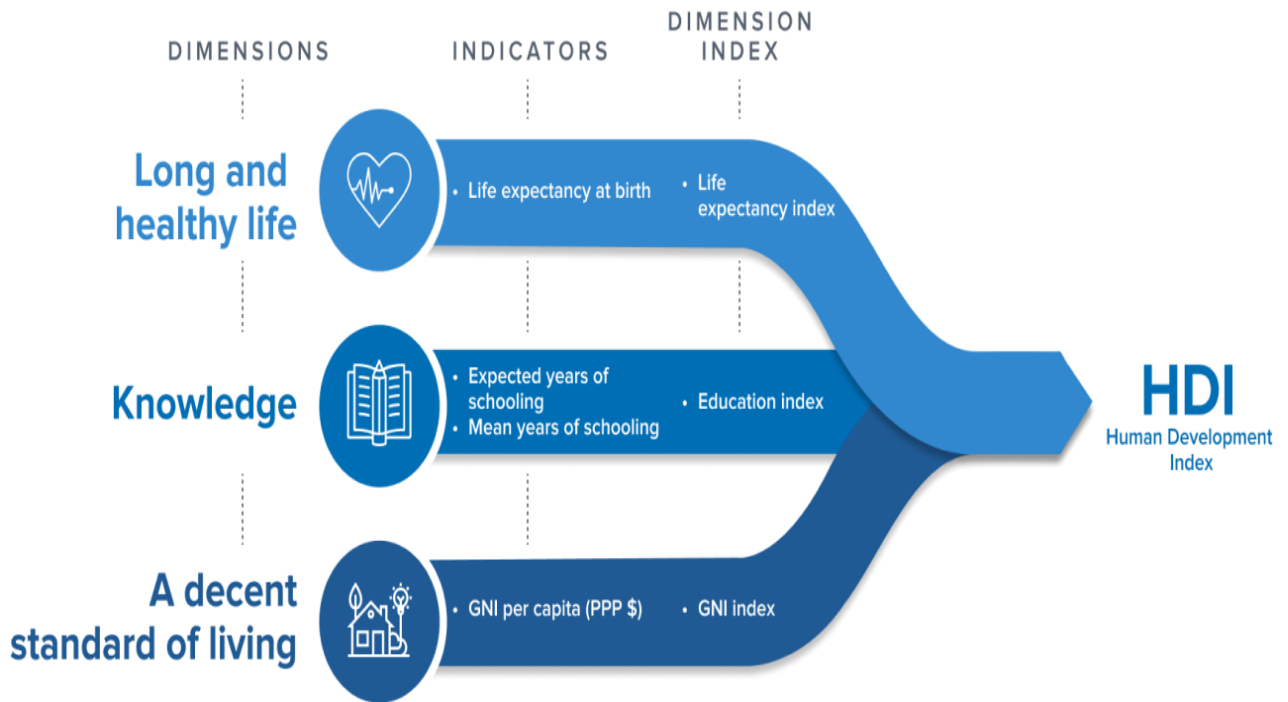 DIMENSIONS
INDICATORS
DIMENSION
INDEX
Long and
healthy life
• Life expectancy at birth
• Life
expectancy index
Knowledge
• Expected years of
schooling
• Mean years of schooling
• Education index
HDI
Human Development
Index
A decent
standard of living
• GNI per capita (PPP $)
• GNI index